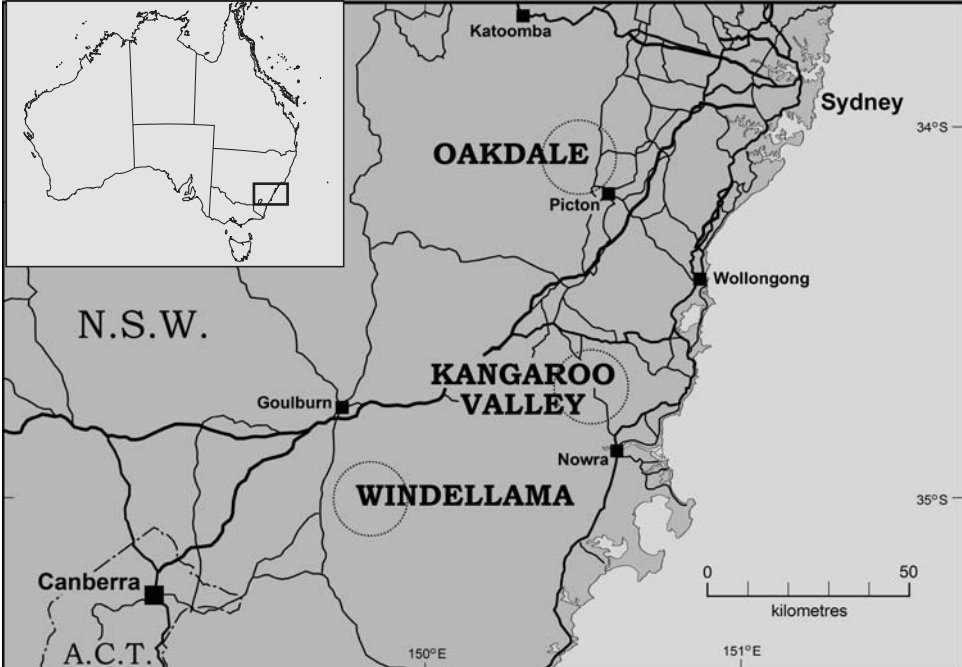 Katoomba
Sydney
34°S
OAKDALE
Picton
Wollongong
N.S.W.
KANGAROO
VALLEY
Goulburn
Nowra
WINDELLAMA
35°S
Canberra
0 50
kilometres
A.C.T.
150°E
151°E